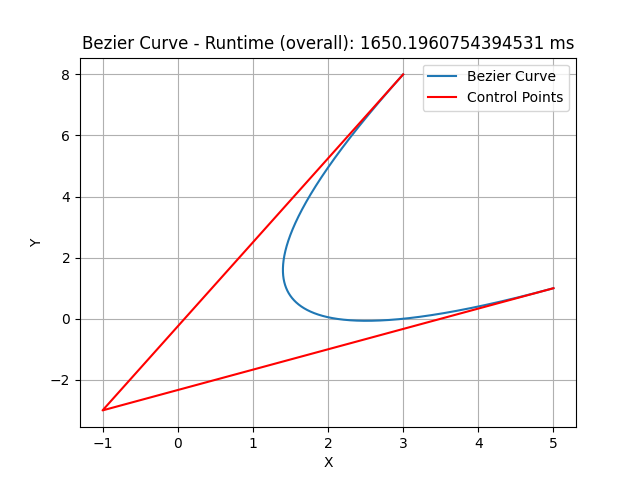 Bezier Curve - Runtime (overall): 1650.1960754394531 ms
Bezier Curve
Control Points
8
6
4
2
0
−2
Y
−1 0 1 2 3 4 5
X